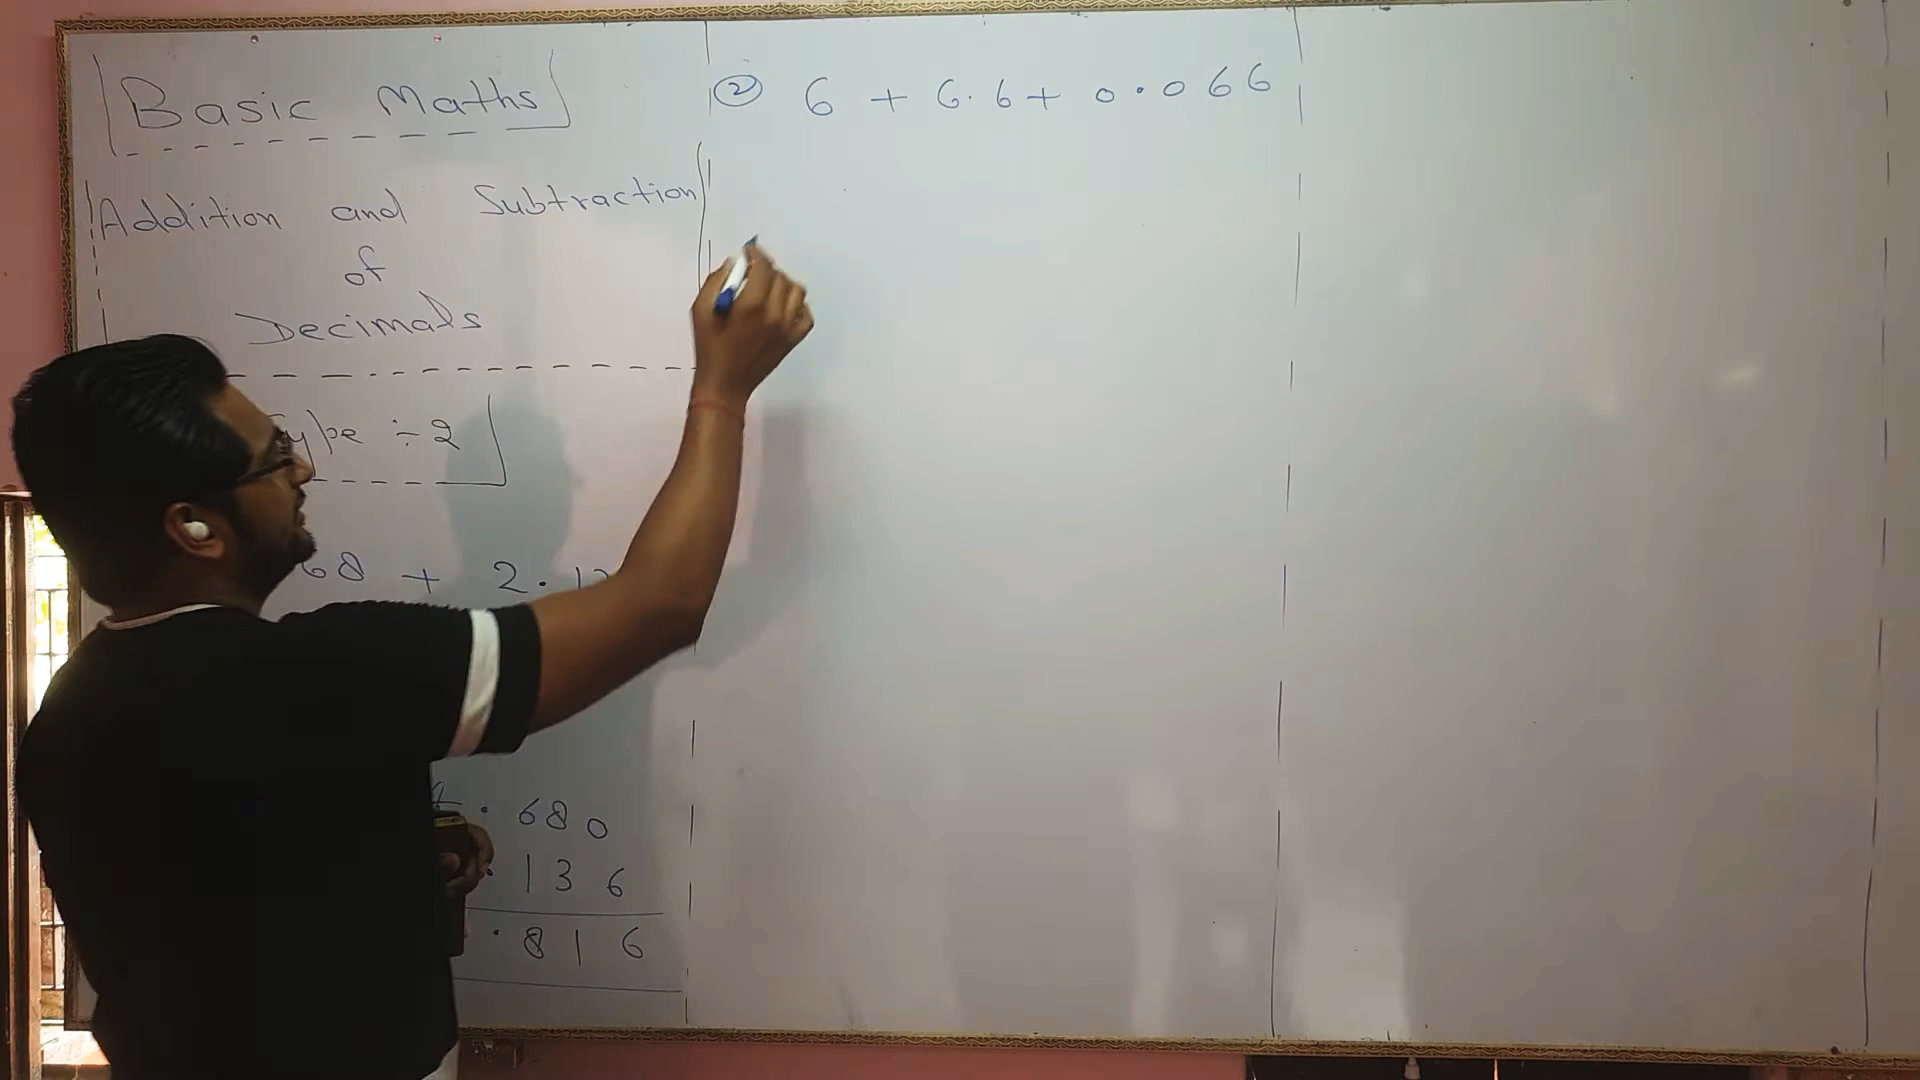 Basic Maths
Addition and Subtraction
of
Decimals
÷ 2
68 + 2.1
.680
.136
.816
② 6 + 6.6 + 0.066